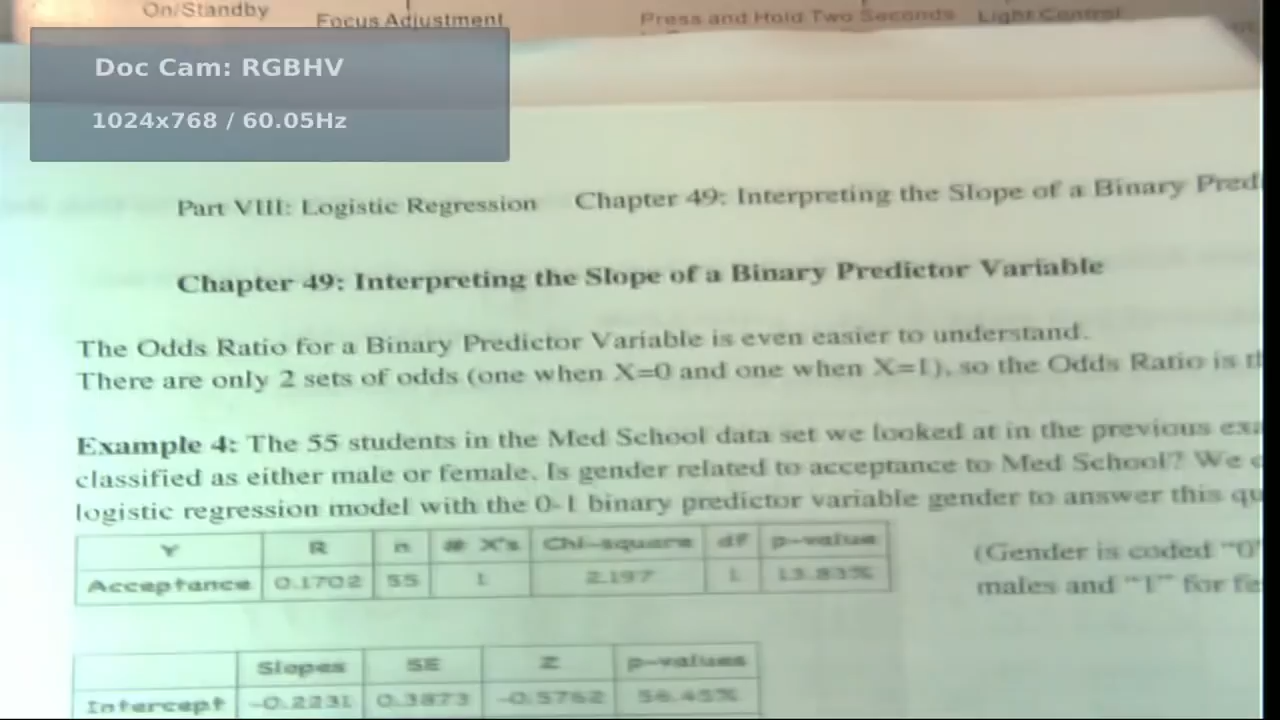 On/Standby
Focus Adjustment
Press and Hold Two Seconds
Light Control
Doc Cam: RGBHV
1024x768 / 60.05Hz
Part VIII: Logistic Regression Chapter 49: Interpreting the Slope of a Binary Pred
Chapter 49: Interpreting the Slope of a Binary Predictor Variable
The Odds Ratio for a Binary Predictor Variable is even easier to understand.
There are only 2 sets of odds (one when X=0 and one when X=1), so the Odds Ratio is th
Example 4: The 55 students in the Med School data set we looked at in the previous exa
classified as either male or female. Is gender related to acceptance to Med School? We c
logistic regression model with the 0-1 binary predictor variable gender to answer this qu
Y R n # X's Chi-square df p-value
Acceptance 0.1702 55 1 2.197 1 13.83%
(Gender is coded "0"
males and "1" for fe
Slopes SE Z p-values
Intercept -0.2231 0.3873 -0.5762 56.45%